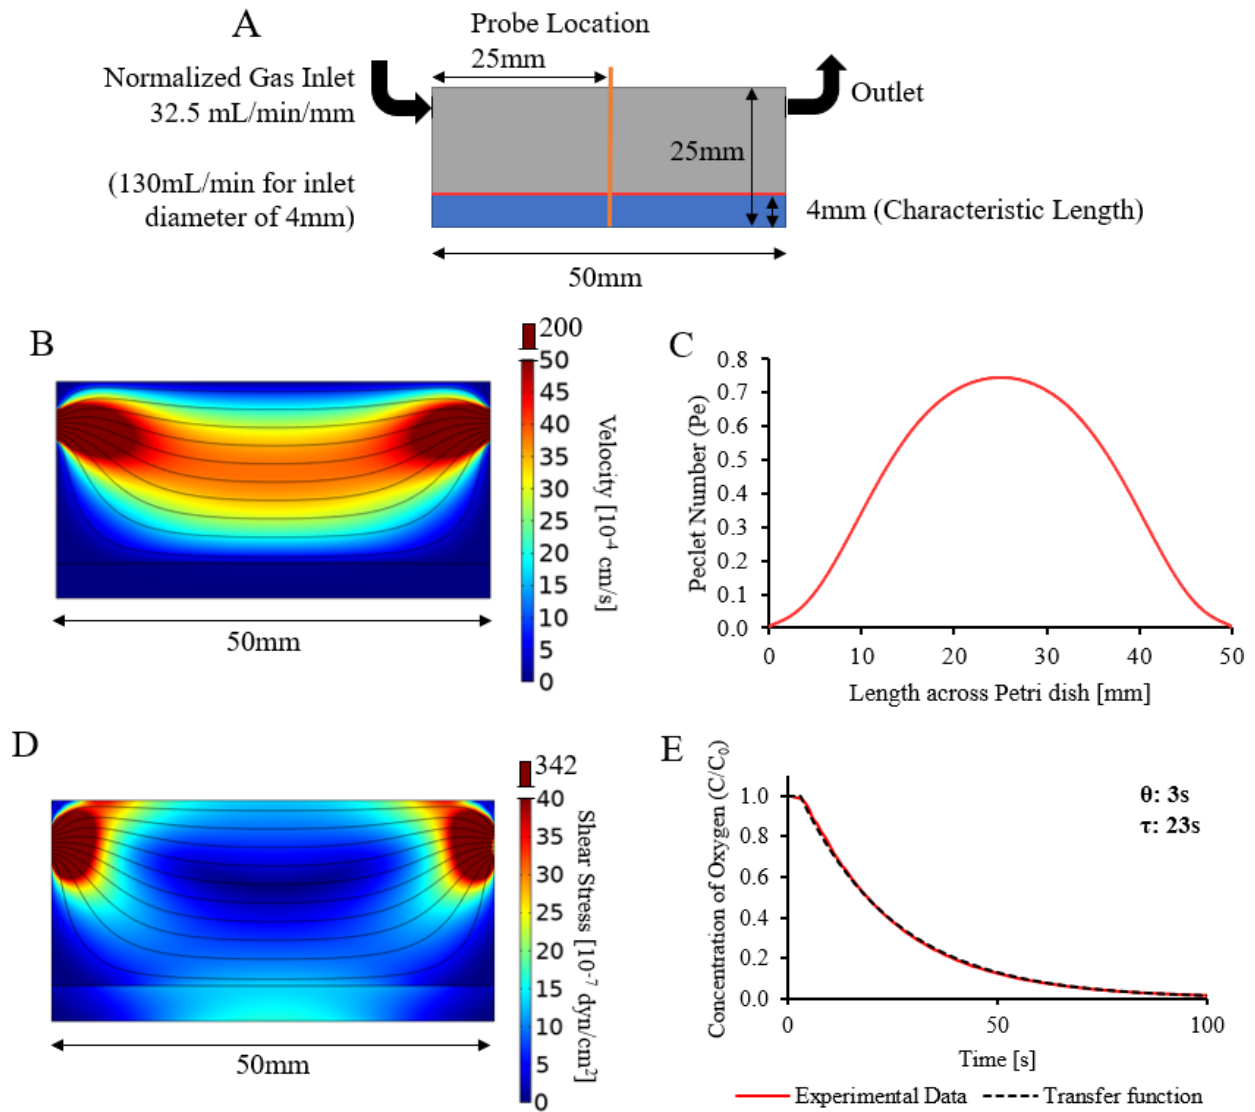 A
Probe Location
25mm
Normalized Gas Inlet
32.5 mL/min/mm
Outlet
25mm
(130mL/min for inlet
diameter of 4mm)
4mm (Characteristic Length)
50mm
B
200
50
45
40
35
30
25
20
15
10
5
0
Velocity [10⁻⁴ cm/s]
50mm
C
0.8
0.7
0.6
0.5
0.4
0.3
0.2
0.1
0.0
Peclet Number (Pe)
0 10 20 30 40 50
Length across Petri dish [mm]
D
342
40
35
30
25
20
15
10
5
0
Shear Stress [10⁻⁷ dyn/cm²]
50mm
E
1.0
0.8
0.6
0.4
0.2
0.0
Concentration of Oxygen (C/C₀)
θ: 3s
τ: 23s
0 50 100
Time [s]
Experimental Data Transfer function